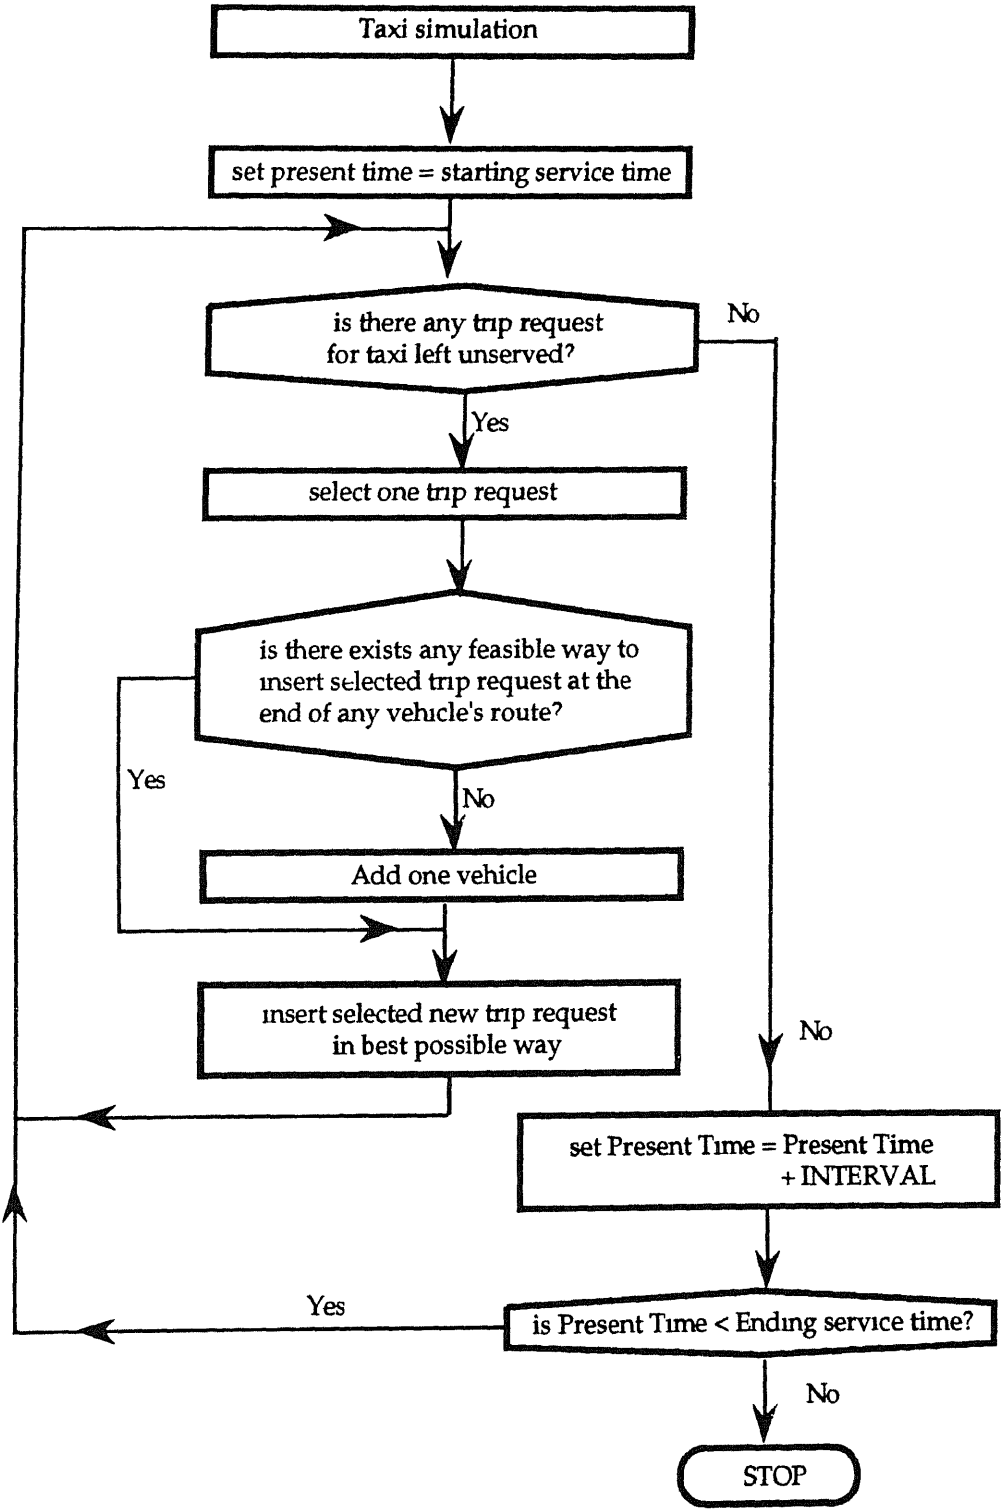 Taxi simulation
set present time = starting service time
is there any trip request
for taxi left unserved?
No
Yes
select one trip request
is there exists any feasible way to
insert selected trip request at the
end of any vehicle's route?
Yes
No
Add one vehicle
insert selected new trip request
in best possible way
No
set Present Time = Present Time
+ INTERVAL
Yes
is Present Time < Ending service time?
No
STOP